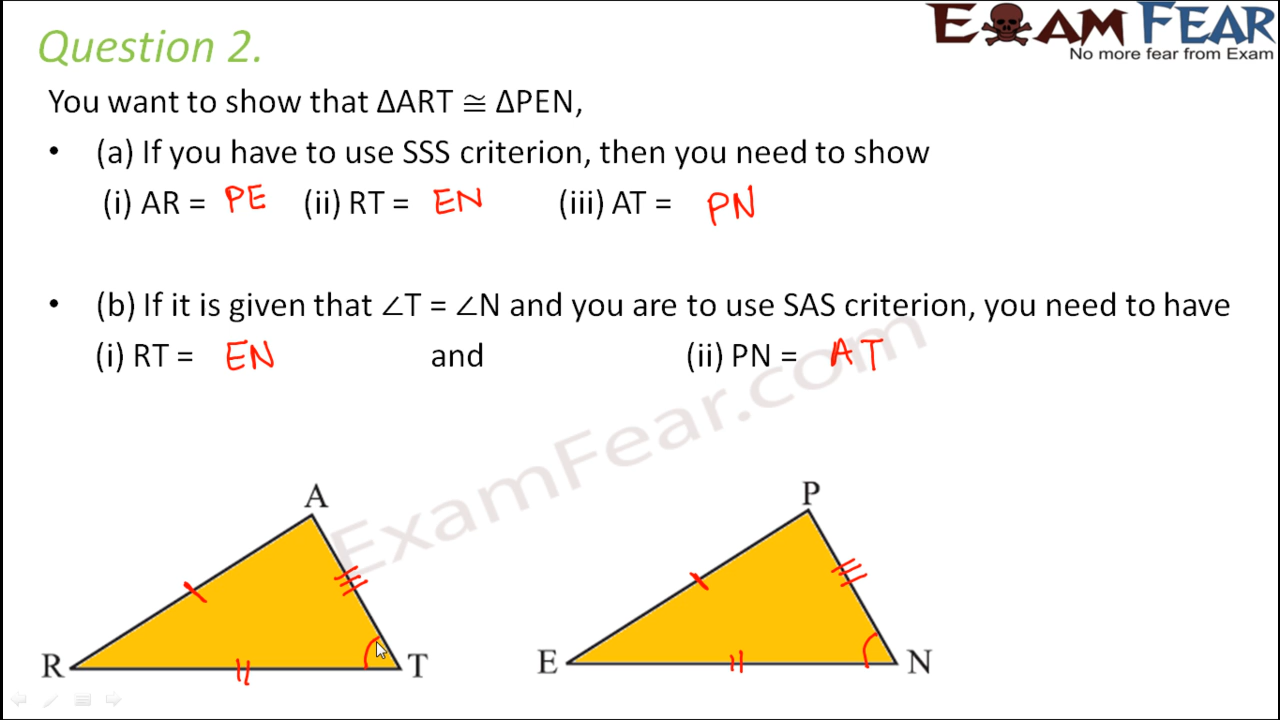 EXAM FEAR
No more fear from Exam
Question 2.
You want to show that ΔART ≅ ΔPEN,
• (a) If you have to use SSS criterion, then you need to show
(i) AR = PE (ii) RT = EN (iii) AT = PN
• (b) If it is given that ∠T = ∠N and you are to use SAS criterion, you need to have
(i) RT = EN and (ii) PN = AT
ExamFear.com
A P
R T E N